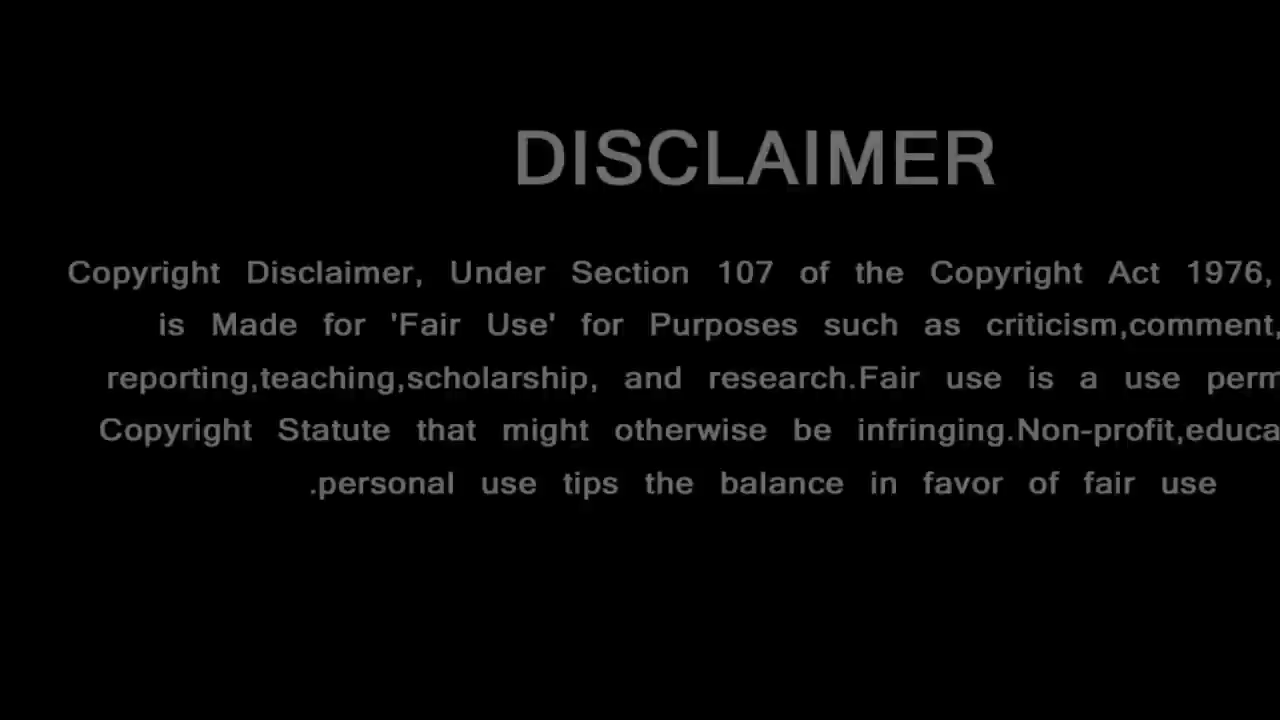 DISCLAIMER
Copyright Disclaimer, Under Section 107 of the Copyright Act 1976,
is Made for 'Fair Use' for Purposes such as criticism,comment,
reporting,teaching,scholarship, and research.Fair use is a use
Copyright Statute that might otherwise be infringing.Non-profit,
.personal use tips the balance in favor of fair use